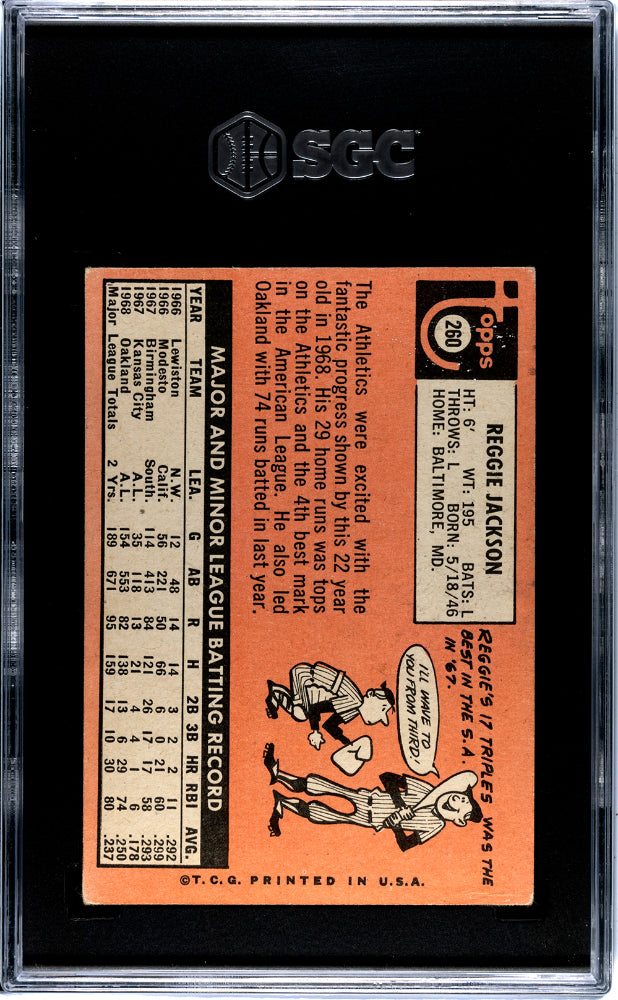 SGC
topps
260
REGGIE JACKSON
HT: 6' WT: 195 BATS: L
THROWS: L BORN: 5/18/46
HOME: BALTIMORE, MD.
REGGIE'S 17 TRIPLES WAS THE
BEST IN THE S.A.
IN '67.
I'LL WAVE TO
YOU FROM THIRD!
The Athletics were excited with the
fantastic progress shown by this 22 year
old in 1968. His 29 home runs was tops
on the Athletics and the 4th best mark
in the American League. He also led
Oakland with 74 runs batted in last year.
MAJOR AND MINOR LEAGUE BATTING RECORD
YEAR TEAM LEA. G AB R H 2B 3B HR RBI AVG.
1966 Lewiston N.W. 12 48 14 14 3 2 2 11 .292
1966 Modesto Calif. 56 221 50 66 6 0 21 60 .299
1967 Birmingham South. 114 413 84 121 26 17 17 58 .293
1967 Kansas City A.L. 35 118 13 21 4 4 1 6 .178
1968 Oakland A.L. 154 553 82 138 13 6 29 74 .250
Major League Totals 2 Yrs. 189 671 95 159 17 10 30 80 .237
©T.C.G. PRINTED IN U.S.A.